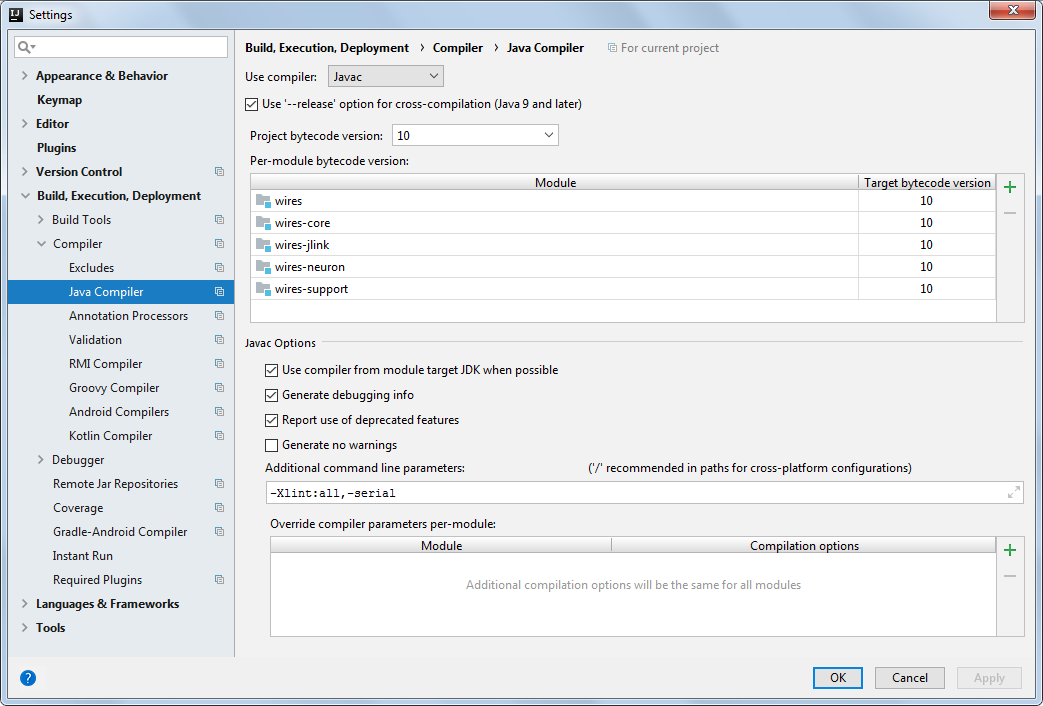 Settings
Appearance & Behavior
Keymap
Editor
Plugins
Version Control
Build, Execution, Deployment
Build Tools
Compiler
Excludes
Java Compiler
Annotation Processors
Validation
RMI Compiler
Groovy Compiler
Android Compilers
Kotlin Compiler
Debugger
Remote Jar Repositories
Coverage
Gradle-Android Compiler
Instant Run
Required Plugins
Languages & Frameworks
Tools
Build, Execution, Deployment › Compiler › Java Compiler For current project
Use compiler: Javac
Use '--release' option for cross-compilation (Java 9 and later)
Project bytecode version: 10
Per-module bytecode version:
Module Target bytecode version
wires 10
wires-core 10
wires-jlink 10
wires-neuron 10
wires-support 10
Javac Options
Use compiler from module target JDK when possible
Generate debugging info
Report use of deprecated features
Generate no warnings
Additional command line parameters: ('/' recommended in paths for cross-platform configurations)
-Xlint:all,-serial
Override compiler parameters per-module:
Module Compilation options
Additional compilation options will be the same for all modules
? OK Cancel Apply